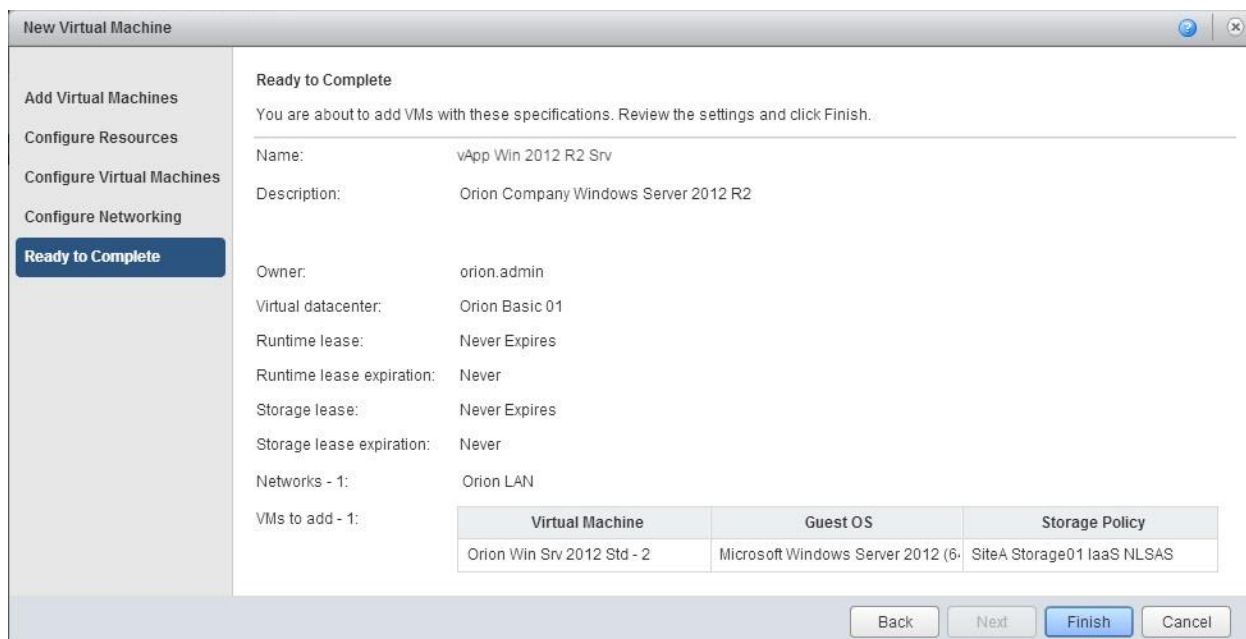 New Virtual Machine
Add Virtual Machines
Configure Resources
Configure Virtual Machines
Configure Networking
Ready to Complete
Ready to Complete
You are about to add VMs with these specifications. Review the settings and click Finish.
Name: vApp Win 2012 R2 Srv
Description: Orion Company Windows Server 2012 R2
Owner: orion.admin
Virtual datacenter: Orion Basic 01
Runtime lease: Never Expires
Runtime lease expiration: Never
Storage lease: Never Expires
Storage lease expiration: Never
Networks - 1: Orion LAN
VMs to add - 1:
Virtual Machine Guest OS Storage Policy
Orion Win Srv 2012 Std - 2 Microsoft Windows Server 2012 (6 SiteA Storage01 IaaS NLSAS
Back Next Finish Cancel